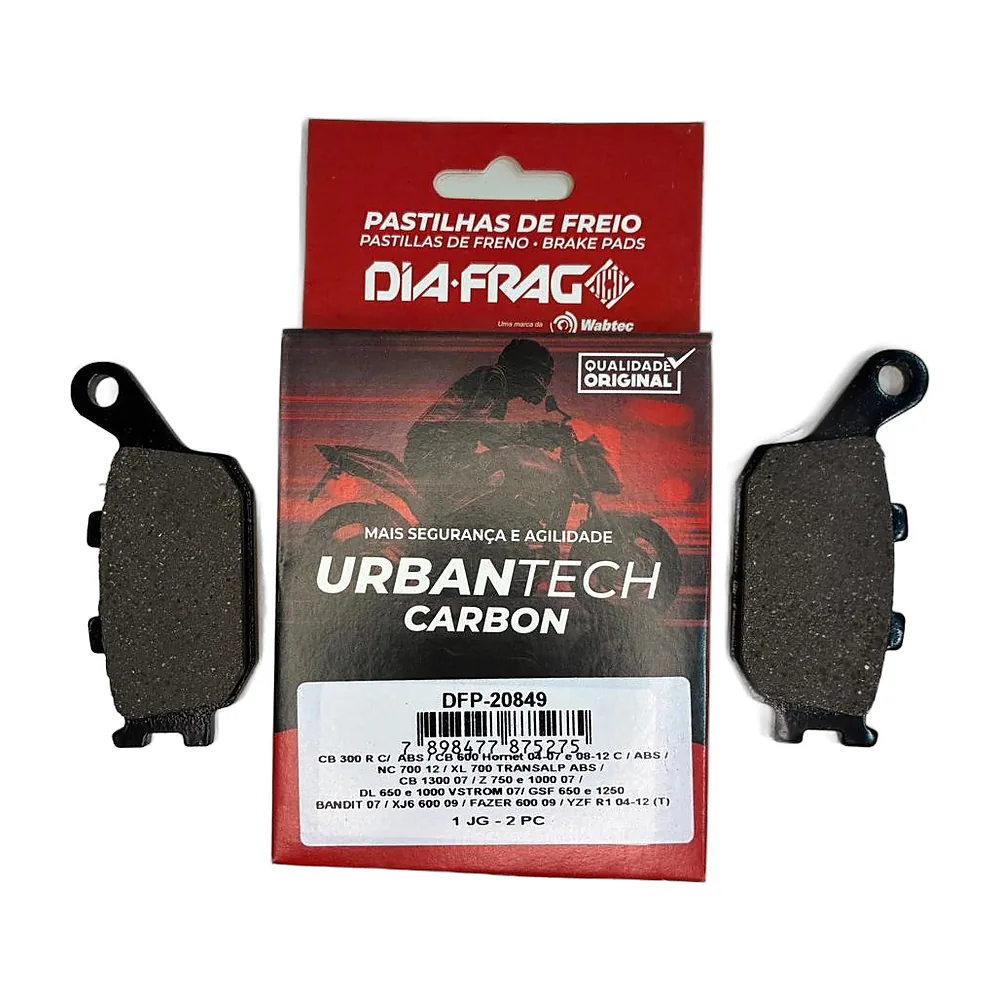 PASTILHAS DE FREIO
PASTILLAS DE FRENO • BRAKE PADS
DIA•FRAG
Uma marca da Wabtec
QUALIDADE
ORIGINAL
MAIS SEGURANÇA E AGILIDADE
URBANTECH
CARBON
DFP-20849
7 898477 875275
CB 300 R C/ ABS / CB 600 Hornet 04-07 e 08-12 C / ABS /
NC 700 12 / XL 700 TRANSALP ABS /
CB 1300 07 / Z 750 e 1000 07 /
DL 650 e 1000 VSTROM 07/ GSF 650 e 1250
BANDIT 07 / XJ6 600 09 / FAZER 600 09 / YZF R1 04-12 (T)
1 JG - 2 PC